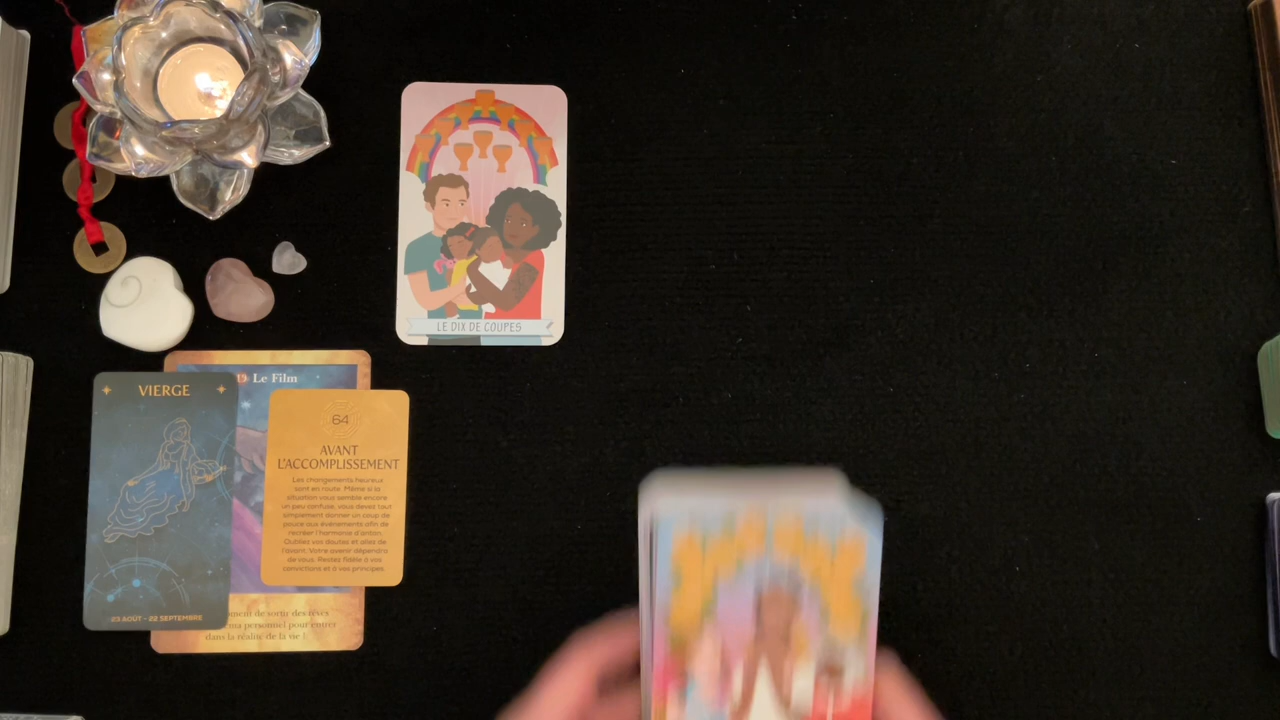 LE DIX DE COUPES
VIERGE
23 AOÛT - 22 SEPTEMBRE
19 Le Film
64
AVANT
L'ACCOMPLISSEMENT
Les changements heureux
sont en route. Même si la
situation vous semble encore
un peu confuse, vous devez tout
simplement donner un coup de
pouce aux événements afin de
recréer l'harmonie d'antan.
Oubliez vos doutes et allez de
l'avant. Votre avenir dépendra
de vous. Restez fidèle à vos
convictions et à vos principes.
de sortir des rêves
personnel pour entrer
dans la réalité de la vie !